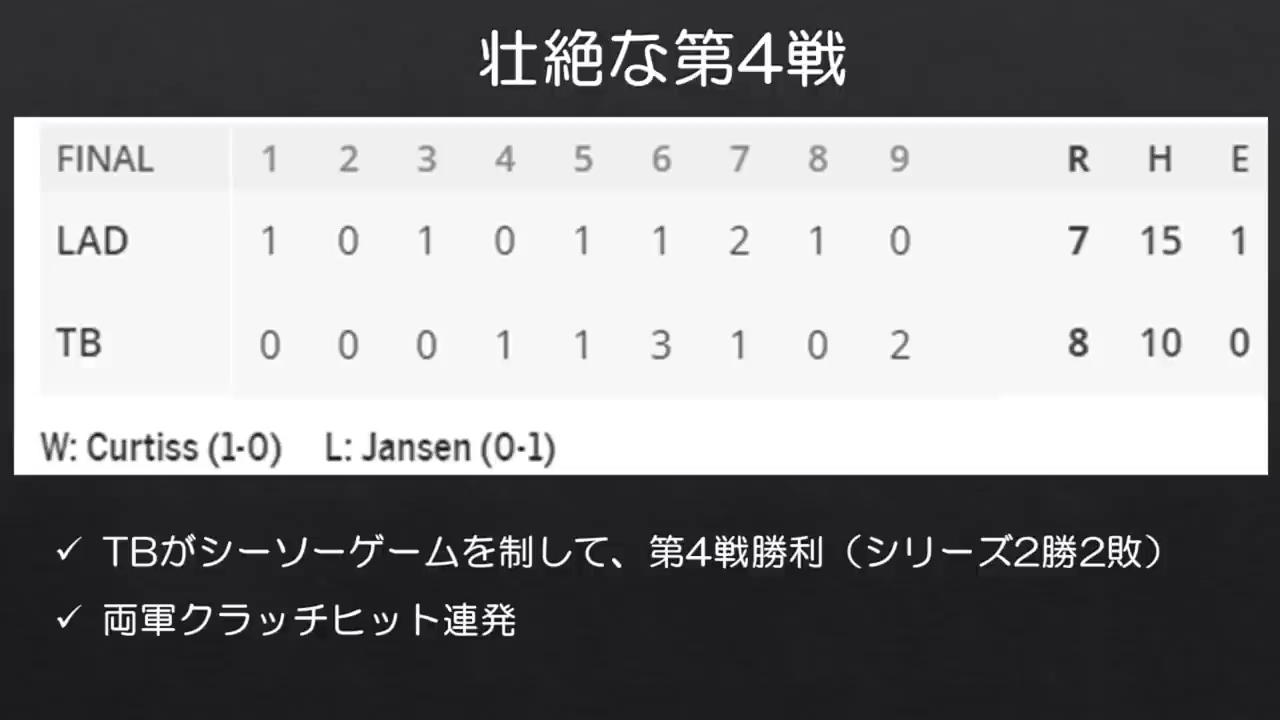 壮絶な第4戦
FINAL 1 2 3 4 5 6 7 8 9 R H E
LAD 1 0 1 0 1 1 2 1 0 7 15 1
TB 0 0 0 1 1 3 1 0 2 8 10 0
W: Curtiss (1-0) L: Jansen (0-1)
✓ TBがシーソーゲームを制して、第4戦勝利（シリーズ2勝2敗）
✓ 両軍クラッチヒット連発